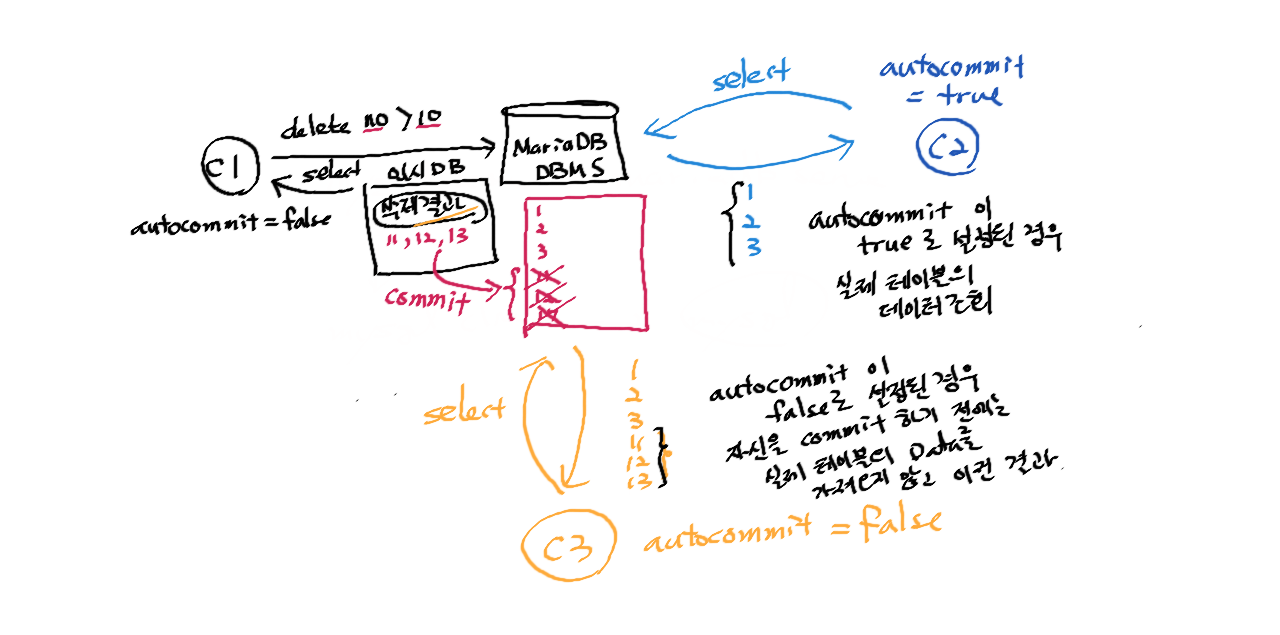 select
autocommit
= true
C2
delete no > 10
MariaDB
DBMS
C1
select
임시DB
autocommit = false
삭제결과
11, 12, 13
commit
1
2
3
11
12
13
1
2
3
autocommit 이
true로 설정된 경우
실제 테이블의
데이터조회
select
1
2
3
11
12
13
autocommit 이
false로 설정된 경우
자신을 commit 하기 전에는
실제 테이블의 Data를
가져오지 않고 이전 결과
C3
autocommit = false